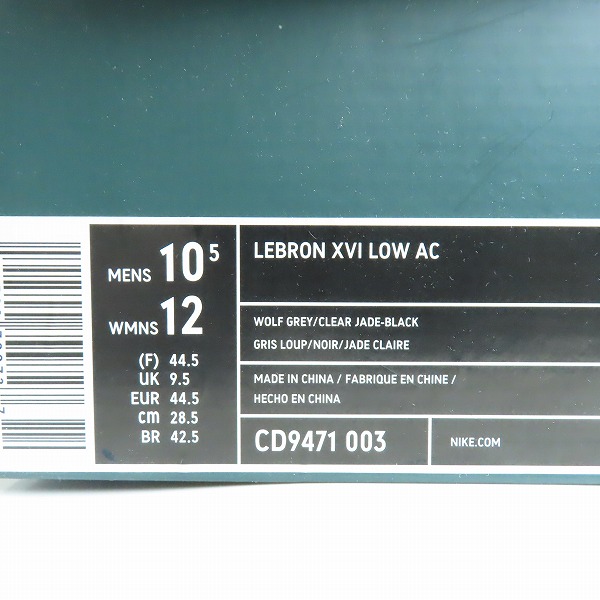 MENS 10 5
WMNS 12
(F) 44.5
UK 9.5
EUR 44.5
cm 28.5
BR 42.5
LEBRON XVI LOW AC
WOLF GREY/CLEAR JADE-BLACK
GRIS LOUP/NOIR/JADE CLAIRE
MADE IN CHINA / FABRIQUE EN CHINE /
HECHO EN CHINA
CD9471 003
NIKE.COM